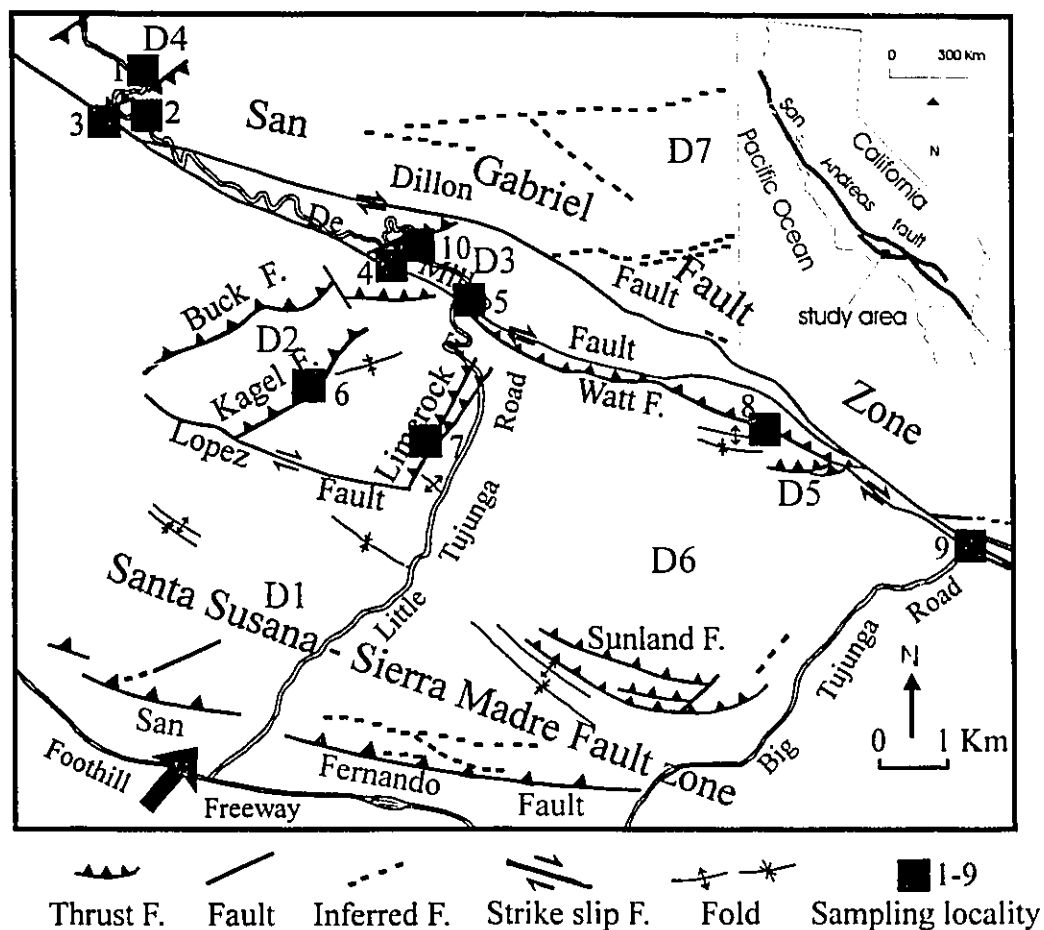 D4
1
2
3
San
Gabriel
Fault
Zone
Dillon
Fault
D7
De
Mill
Fault
10
D3
4
5
Buck F.
D2
Kagel F.
6
Limerock F.
7
Lopez
Fault
Watt F.
8
D5
9
D6
D1
Santa Susana - Sierra Madre Fault zone
Sunland F.
Little
Tujunga
Road
Big
Tujunga
Road
San
Fernando
Fault
Foothill
Freeway
N
0 1 Km
0 300 Km
N
San
Andreas
fault
California
Pacific Ocean
study area
Thrust F. Fault Inferred F. Strike slip F. Fold Sampling locality
1-9